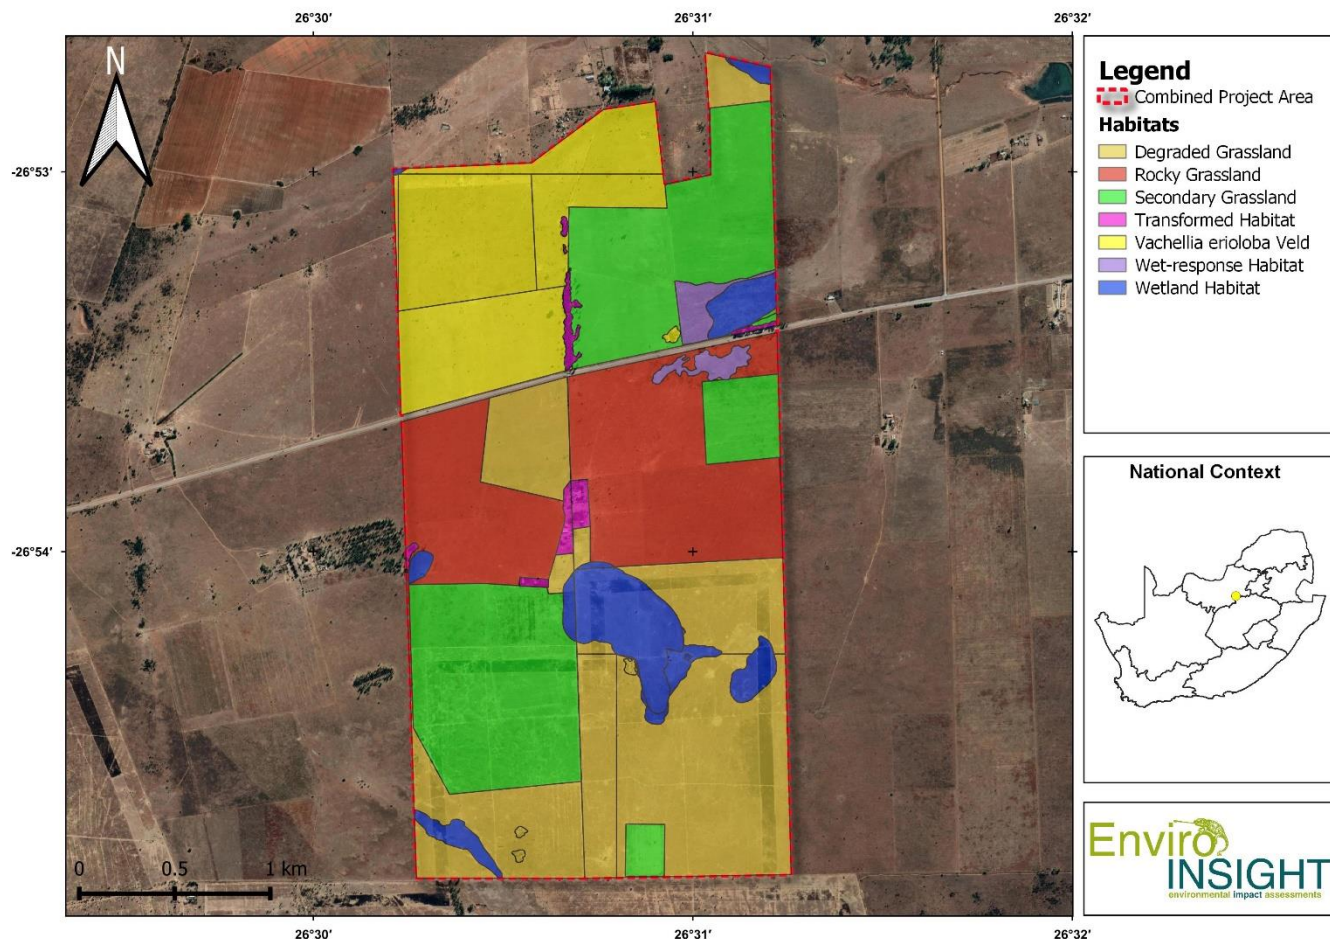 26°30′ 26°31′ 26°32′
N
-26°53′
-26°54′
0 0.5 1 km
26°30′ 26°31′ 26°32′
Legend
Combined Project Area
Habitats
Degraded Grassland
Rocky Grassland
Secondary Grassland
Transformed Habitat
Vachellia erioloba Veld
Wet-response Habitat
Wetland Habitat
National Context
Enviro
INSIGHT
environmental impact assessments